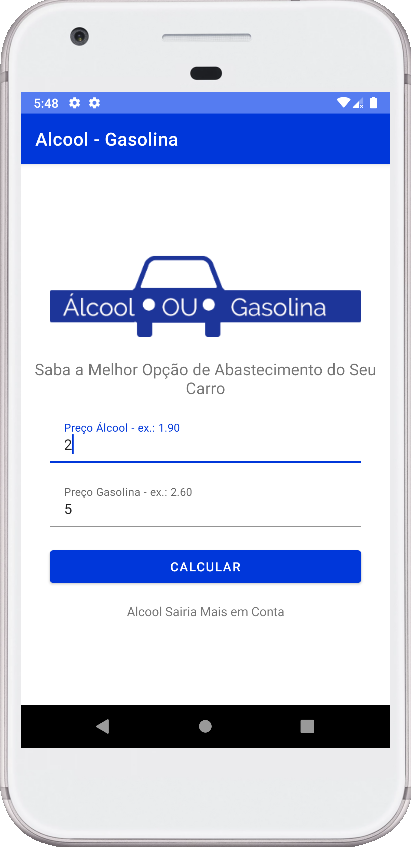 5:48
Alcool - Gasolina
Álcool OU Gasolina
Saba a Melhor Opção de Abastecimento do Seu
Carro
Preço Álcool - ex.: 1.90
2
Preço Gasolina - ex.: 2.60
5
CALCULAR
Alcool Sairia Mais em Conta